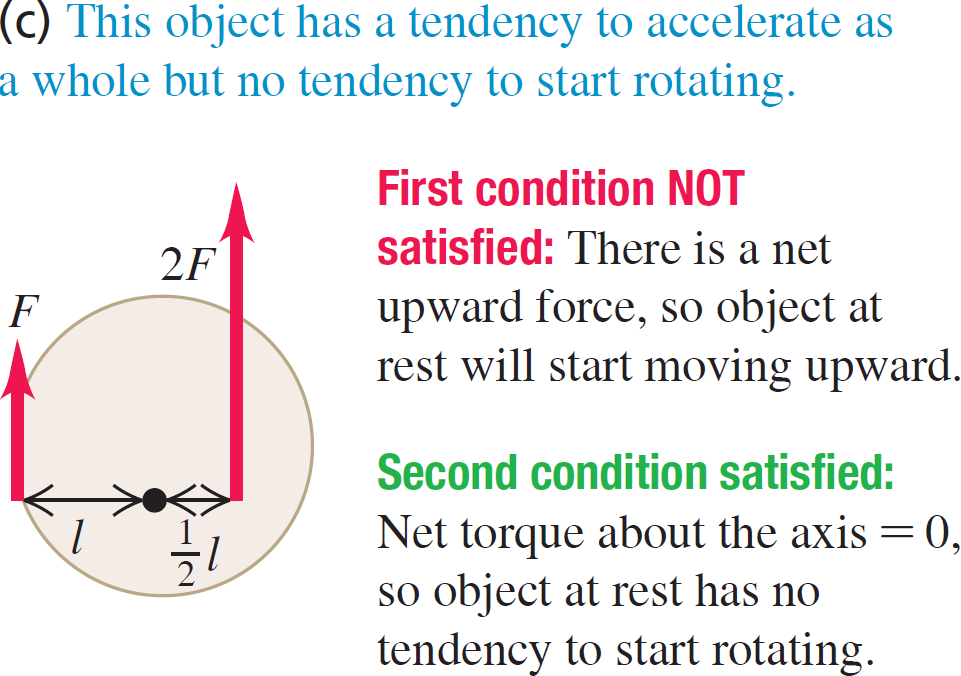 (c) This object has a tendency to accelerate as
a whole but no tendency to start rotating.
First condition NOT
satisfied: There is a net
upward force, so object at
rest will start moving upward.
2F
F
l
1/2 l
Second condition satisfied:
Net torque about the axis = 0,
so object at rest has no
tendency to start rotating.